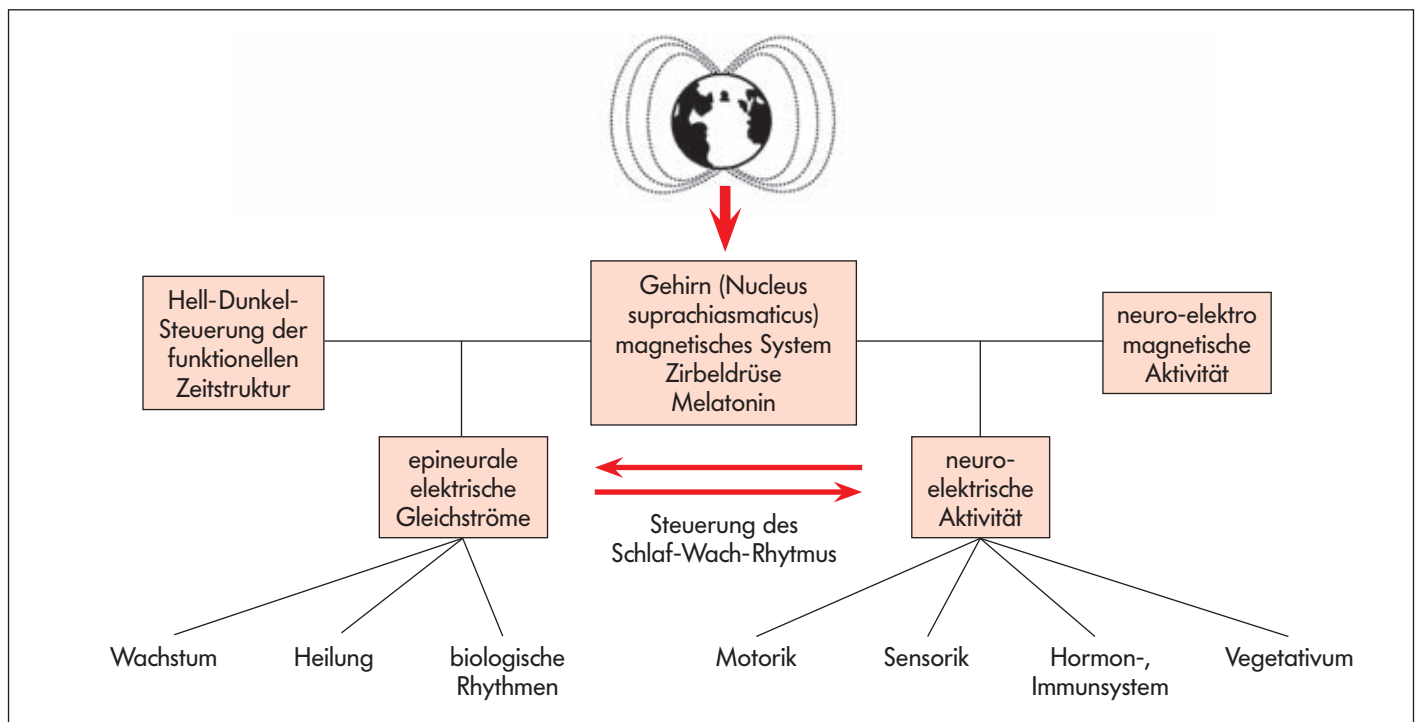 Hell-Dunkel-
Steuerung der
funktionellen
Zeitstruktur
Gehirn (Nucleus
suprachiasmaticus)
magnetisches System
Zirbeldrüse
Melatonin
neuro-elektro
magnetische
Aktivität
epineurale
elektrische
Gleichströme
Steuerung des
Schlaf-Wach-Rhytmus
neuro-
elektrische
Aktivität
Wachstum
Heilung
biologische
Rhythmen
Motorik
Sensorik
Hormon-,
Immunsystem
Vegetativum